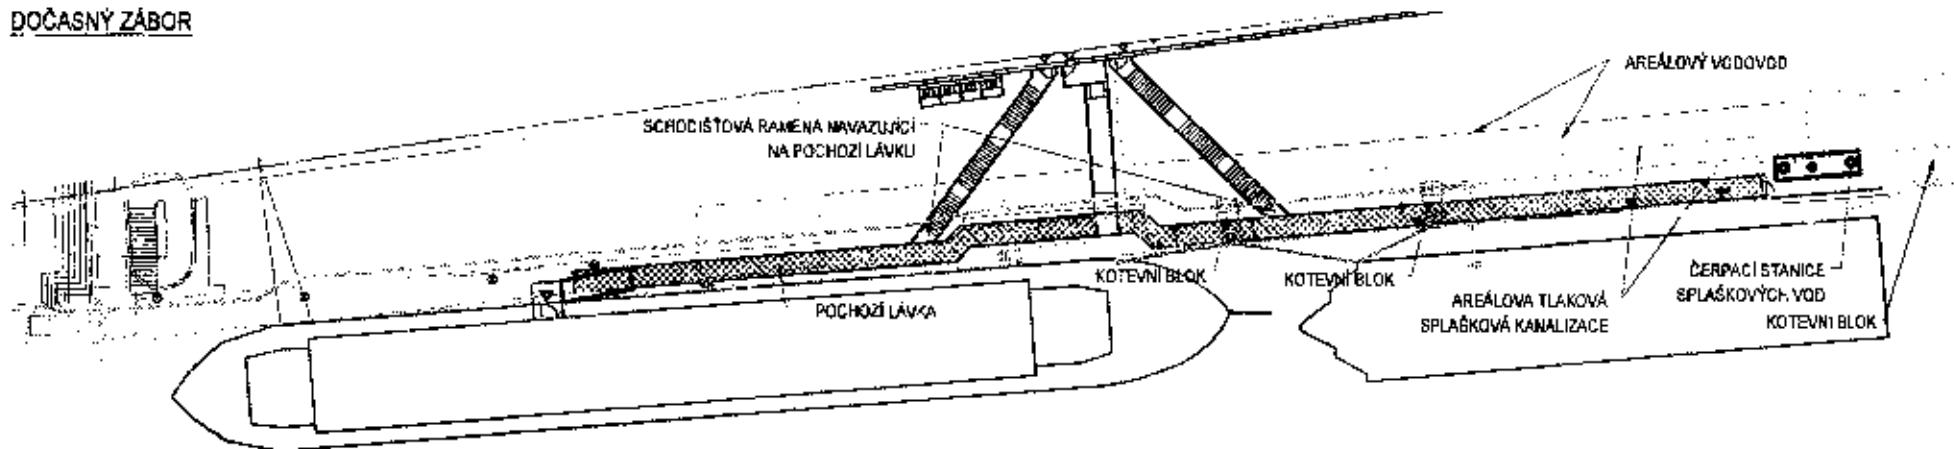 DOČASNÝ ZÁBOR
AREÁLOVÝ VODOVOD
SCHODIŠŤOVÁ RAMENA NAVAZUJÍCÍ
NA POCHOZÍ LÁVKU
KOTEVNÍ BLOK
KOTEVNÍ BLOK
ČERPACÍ STANICE
SPLAŠKOVÝCH VOD
KOTEVNÍ BLOK
AREÁLOVA TLAKOVÁ
SPLAŠKOVÁ KANALIZACE
POCHOZÍ LÁVKA